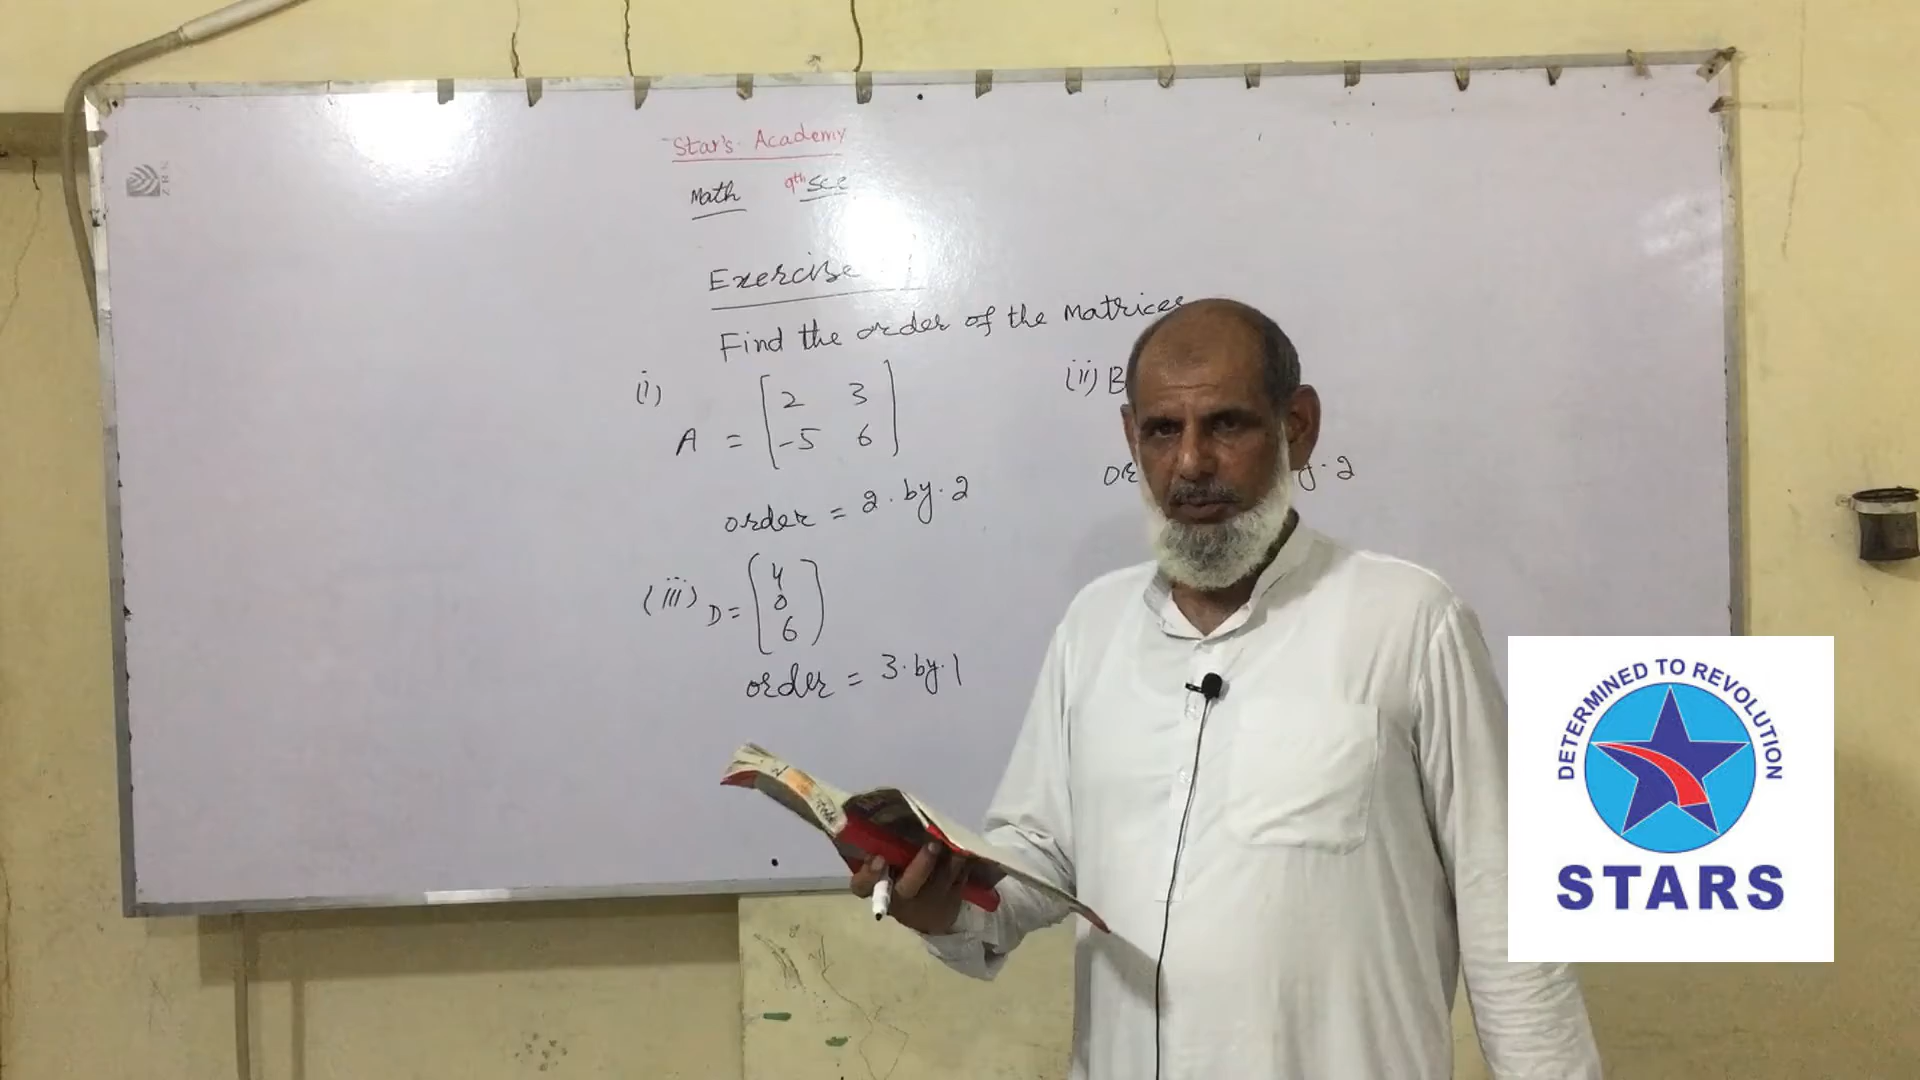 Star's Academy
Math 9th
Exercise
Find the order of the Matrices
(i)
A = [2 3
-5 6]
order = 2.by.2
(ii) B
y.2
(iii) D = [4
0
6]
order = 3.by.1
DETERMINED TO REVOLUTION
STARS